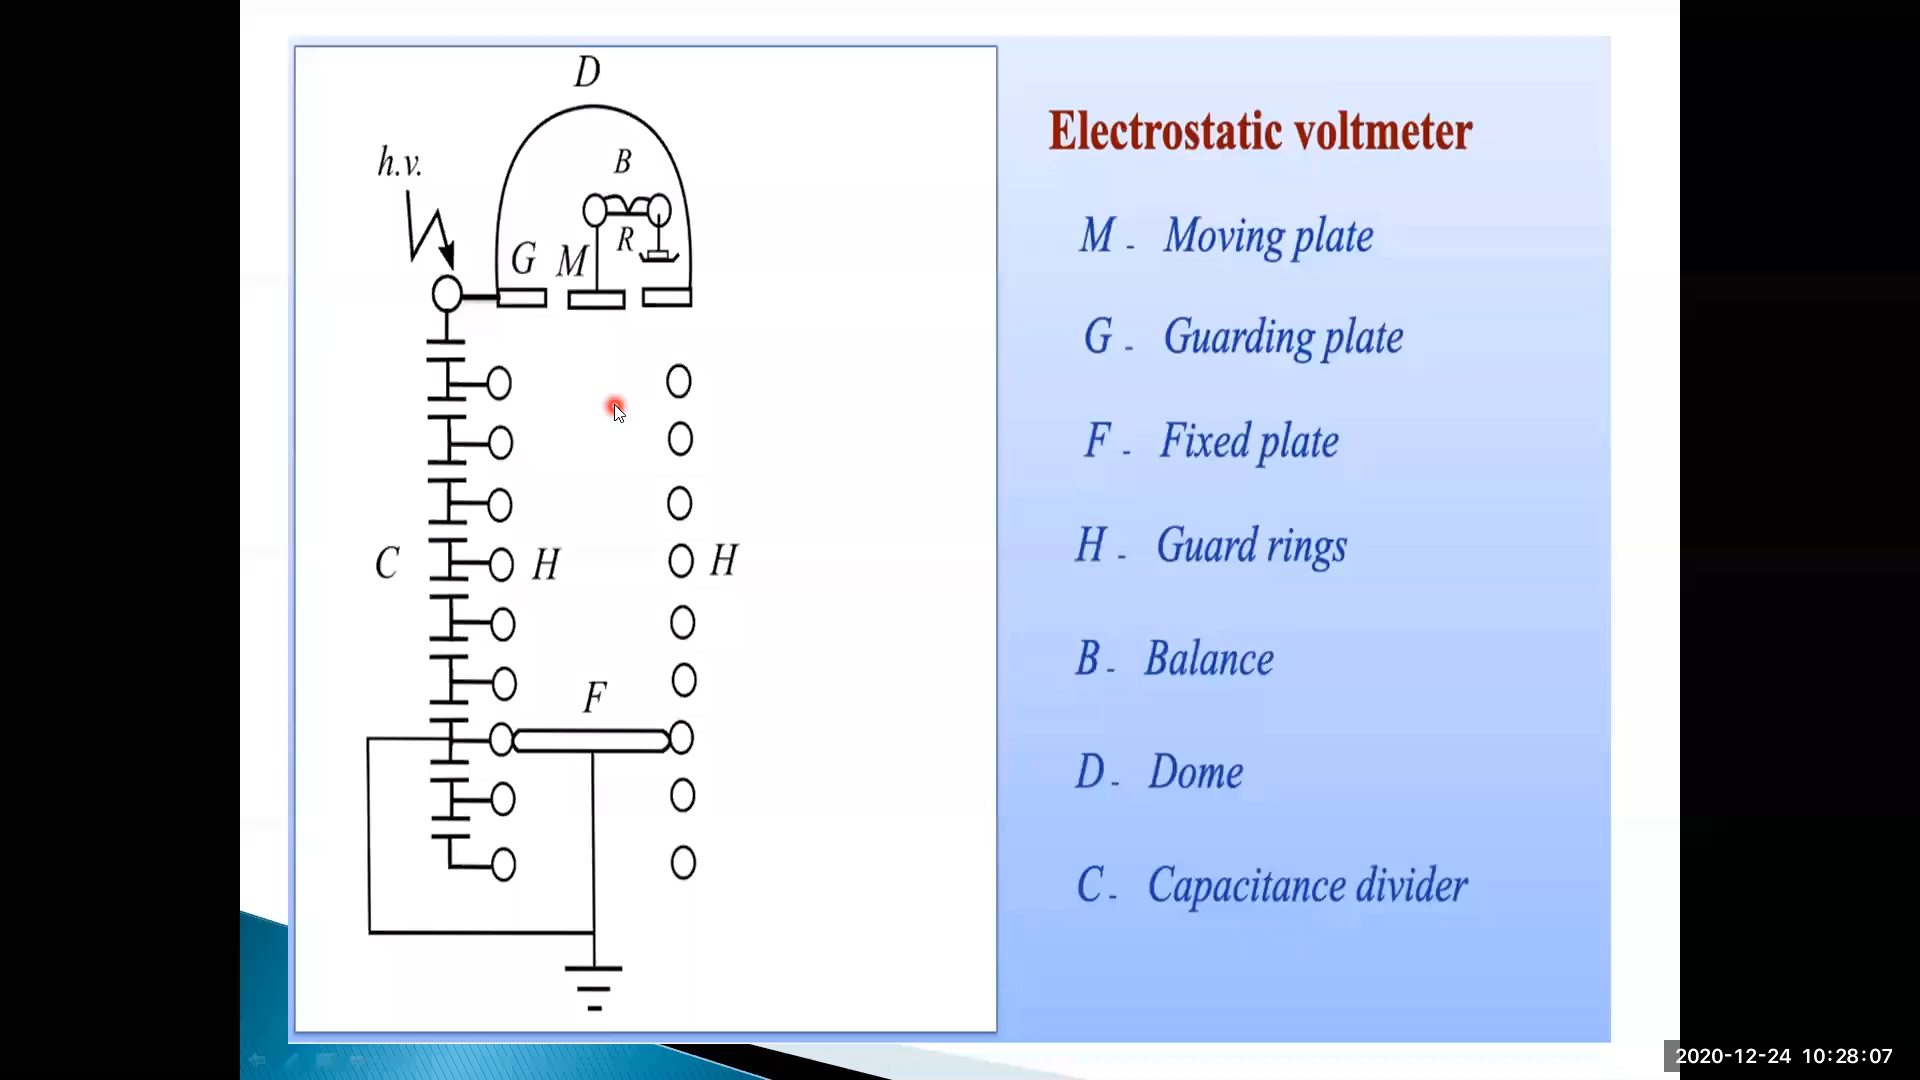 D
h.v.
B
R
G
M
C
H
H
F
Electrostatic voltmeter
M - Moving plate
G - Guarding plate
F - Fixed plate
H - Guard rings
B - Balance
D - Dome
C - Capacitance divider
2020-12-24 10:28:07